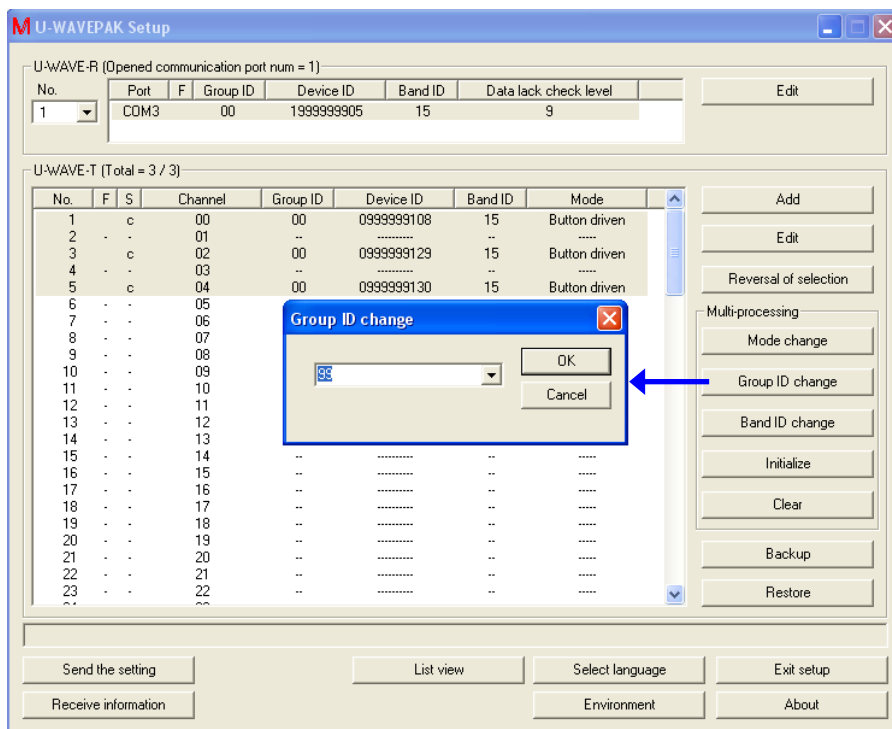 M U-WAVEPAK Setup
U-WAVE-R (Opened communication port num = 1)
No. Port F Group ID Device ID Band ID Data lack check level
1 COM3 00 1999999905 15 9
Edit
U-WAVE-T (Total = 3 / 3)
No. F S Channel Group ID Device ID Band ID Mode
1 c 00 00 0999999108 15 Button driven
2 - - 01 -- ---------- -- -----
3 c 02 00 0999999129 15 Button driven
4 - - 03 -- ---------- -- -----
5 c 04 00 0999999130 15 Button driven
6 - - 05
7 - - 06
8 - - 07
9 - - 08
10 - - 09
11 - - 10
12 - - 11
13 - - 12
14 - - 13
15 - - 14 -- ---------- -- -----
16 - - 15 -- ---------- -- -----
17 - - 16 -- ---------- -- -----
18 - - 17 -- ---------- -- -----
19 - - 18 -- ---------- -- -----
20 - - 19 -- ---------- -- -----
21 - - 20 -- ---------- -- -----
22 - - 21 -- ---------- -- -----
23 - - 22 -- ---------- -- -----
Group ID change
99
OK
Cancel
Add
Edit
Reversal of selection
Multi-processing
Mode change
Group ID change
Band ID change
Initialize
Clear
Backup
Restore
Send the setting
List view
Select language
Exit setup
Receive information
Environment
About